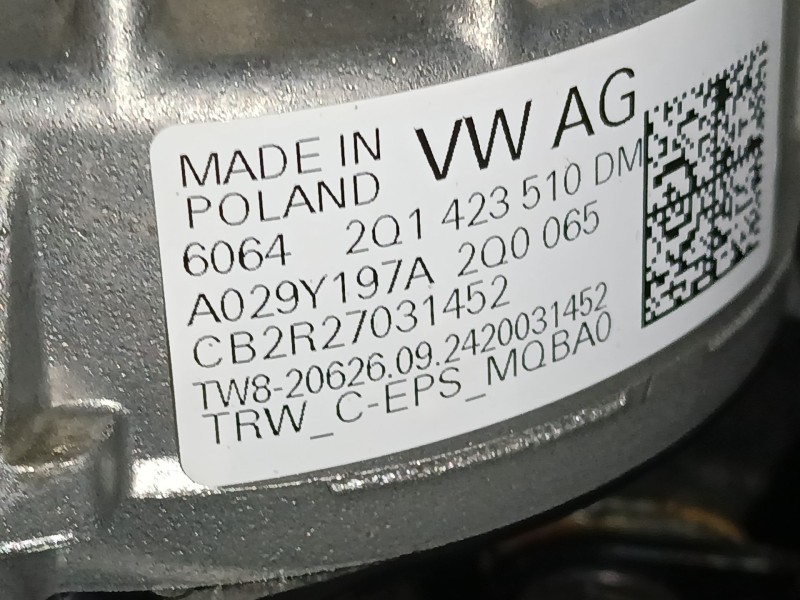 MADE IN VW AG
POLAND
6064 2Q1 423 510 DM
A029Y197A 2Q0 065
CB2R27031452
TW8-20626.09.2420031452
TRW_C-EPS_MQBA0